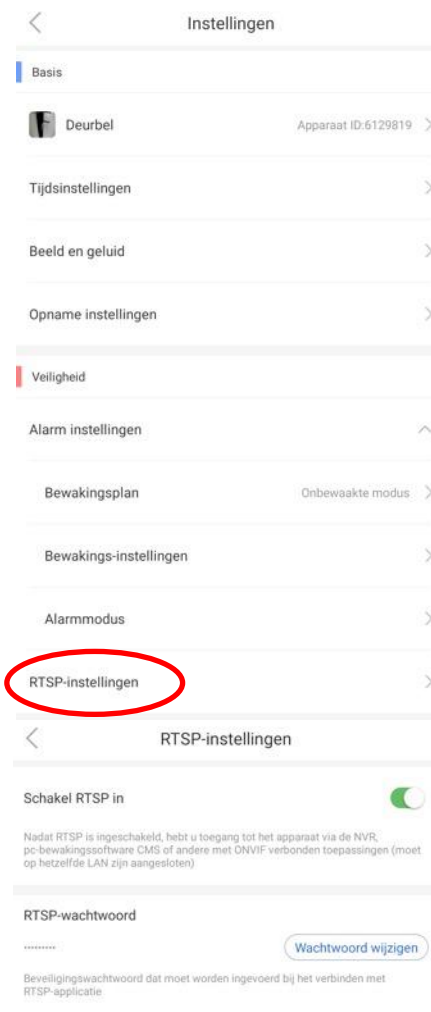 Instellingen
Basis
Deurbel Apparaat ID:6129819
Tijdsinstellingen
Beeld en geluid
Opname instellingen
Veiligheid
Alarm instellingen
Bewakingsplan Onbewaakte modus
Bewakings-instellingen
Alarmmodus
RTSP-instellingen
RTSP-instellingen
Schakel RTSP in
Nadat RTSP is ingeschakeld, hebt u toegang tot het apparaat via de NVR,
pc-bewakingssoftware CMS of andere met ONVIF verbonden toepassingen (moet
op hetzelfde LAN zijn aangesloten)
RTSP-wachtwoord
.........
Wachtwoord wijzigen
Beveiligingswachtwoord dat moet worden ingevoerd bij het verbinden met
RTSP-applicatie